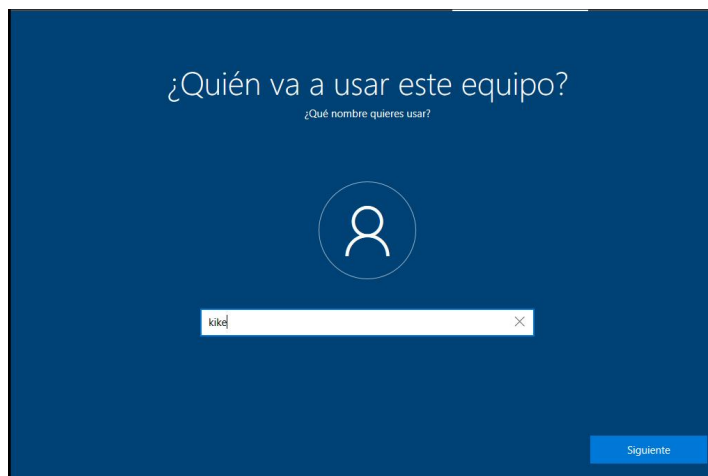 ¿Quién va a usar este equipo?
¿Qué nombre quieres usar?
kike
Siguiente